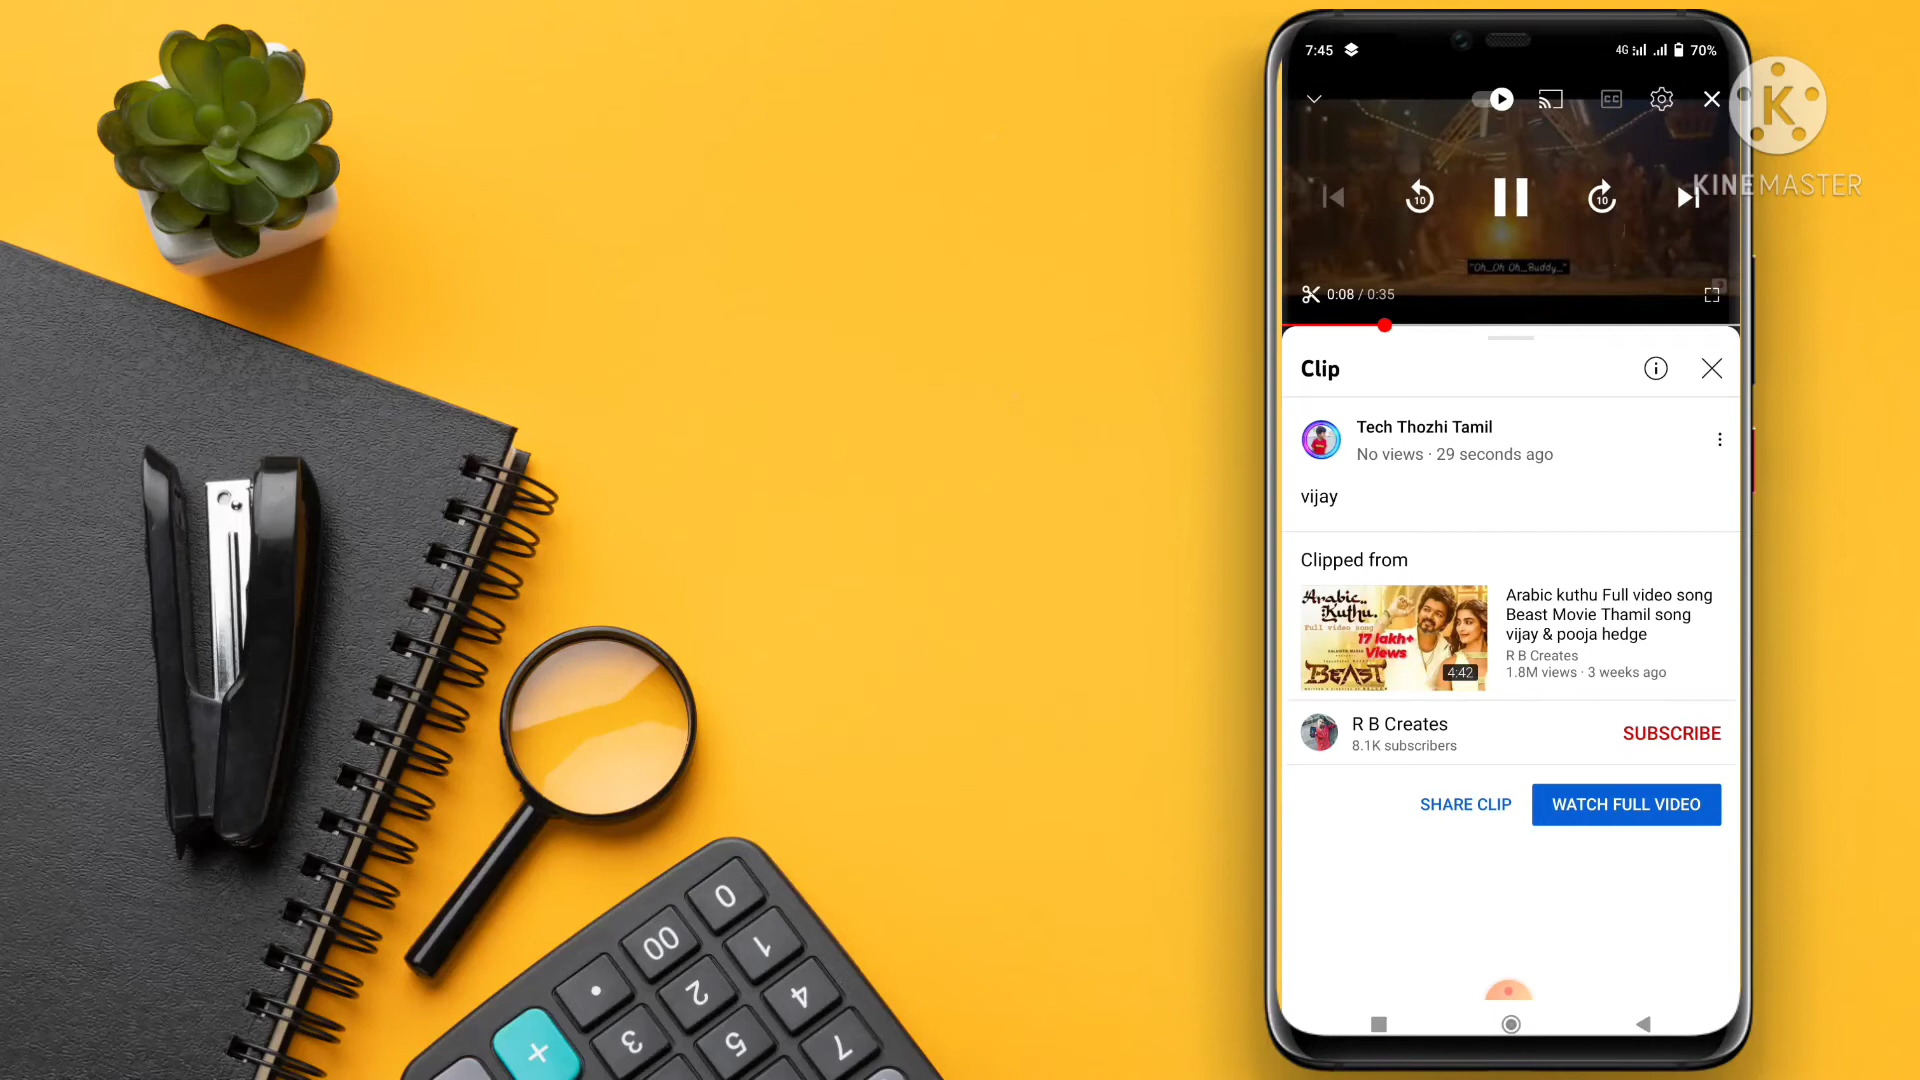 7:45
4G
70%
CC
10
10
KINEMASTER
K
"Oh_Oh Oh_Buddy_"
0:08 / 0:35
Clip
Tech Thozhi Tamil
No views · 29 seconds ago
vijay
Clipped from
Arabic..
Kuthu.
Full video song
17 lakh+
Views
BEAST
4:42
Arabic kuthu Full video song
Beast Movie Thamil song
vijay & pooja hedge
R B Creates
1.8M views · 3 weeks ago
R B Creates
8.1K subscribers
SUBSCRIBE
SHARE CLIP
WATCH FULL VIDEO
0
00
1
.
2
4
+
3
5
7